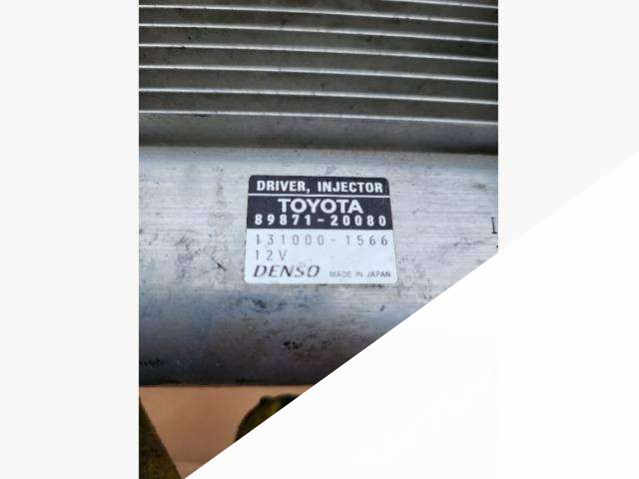 DRIVER, INJECTOR
TOYOTA
89871-20080
131000-1566
12V
DENSO MADE IN JAPAN